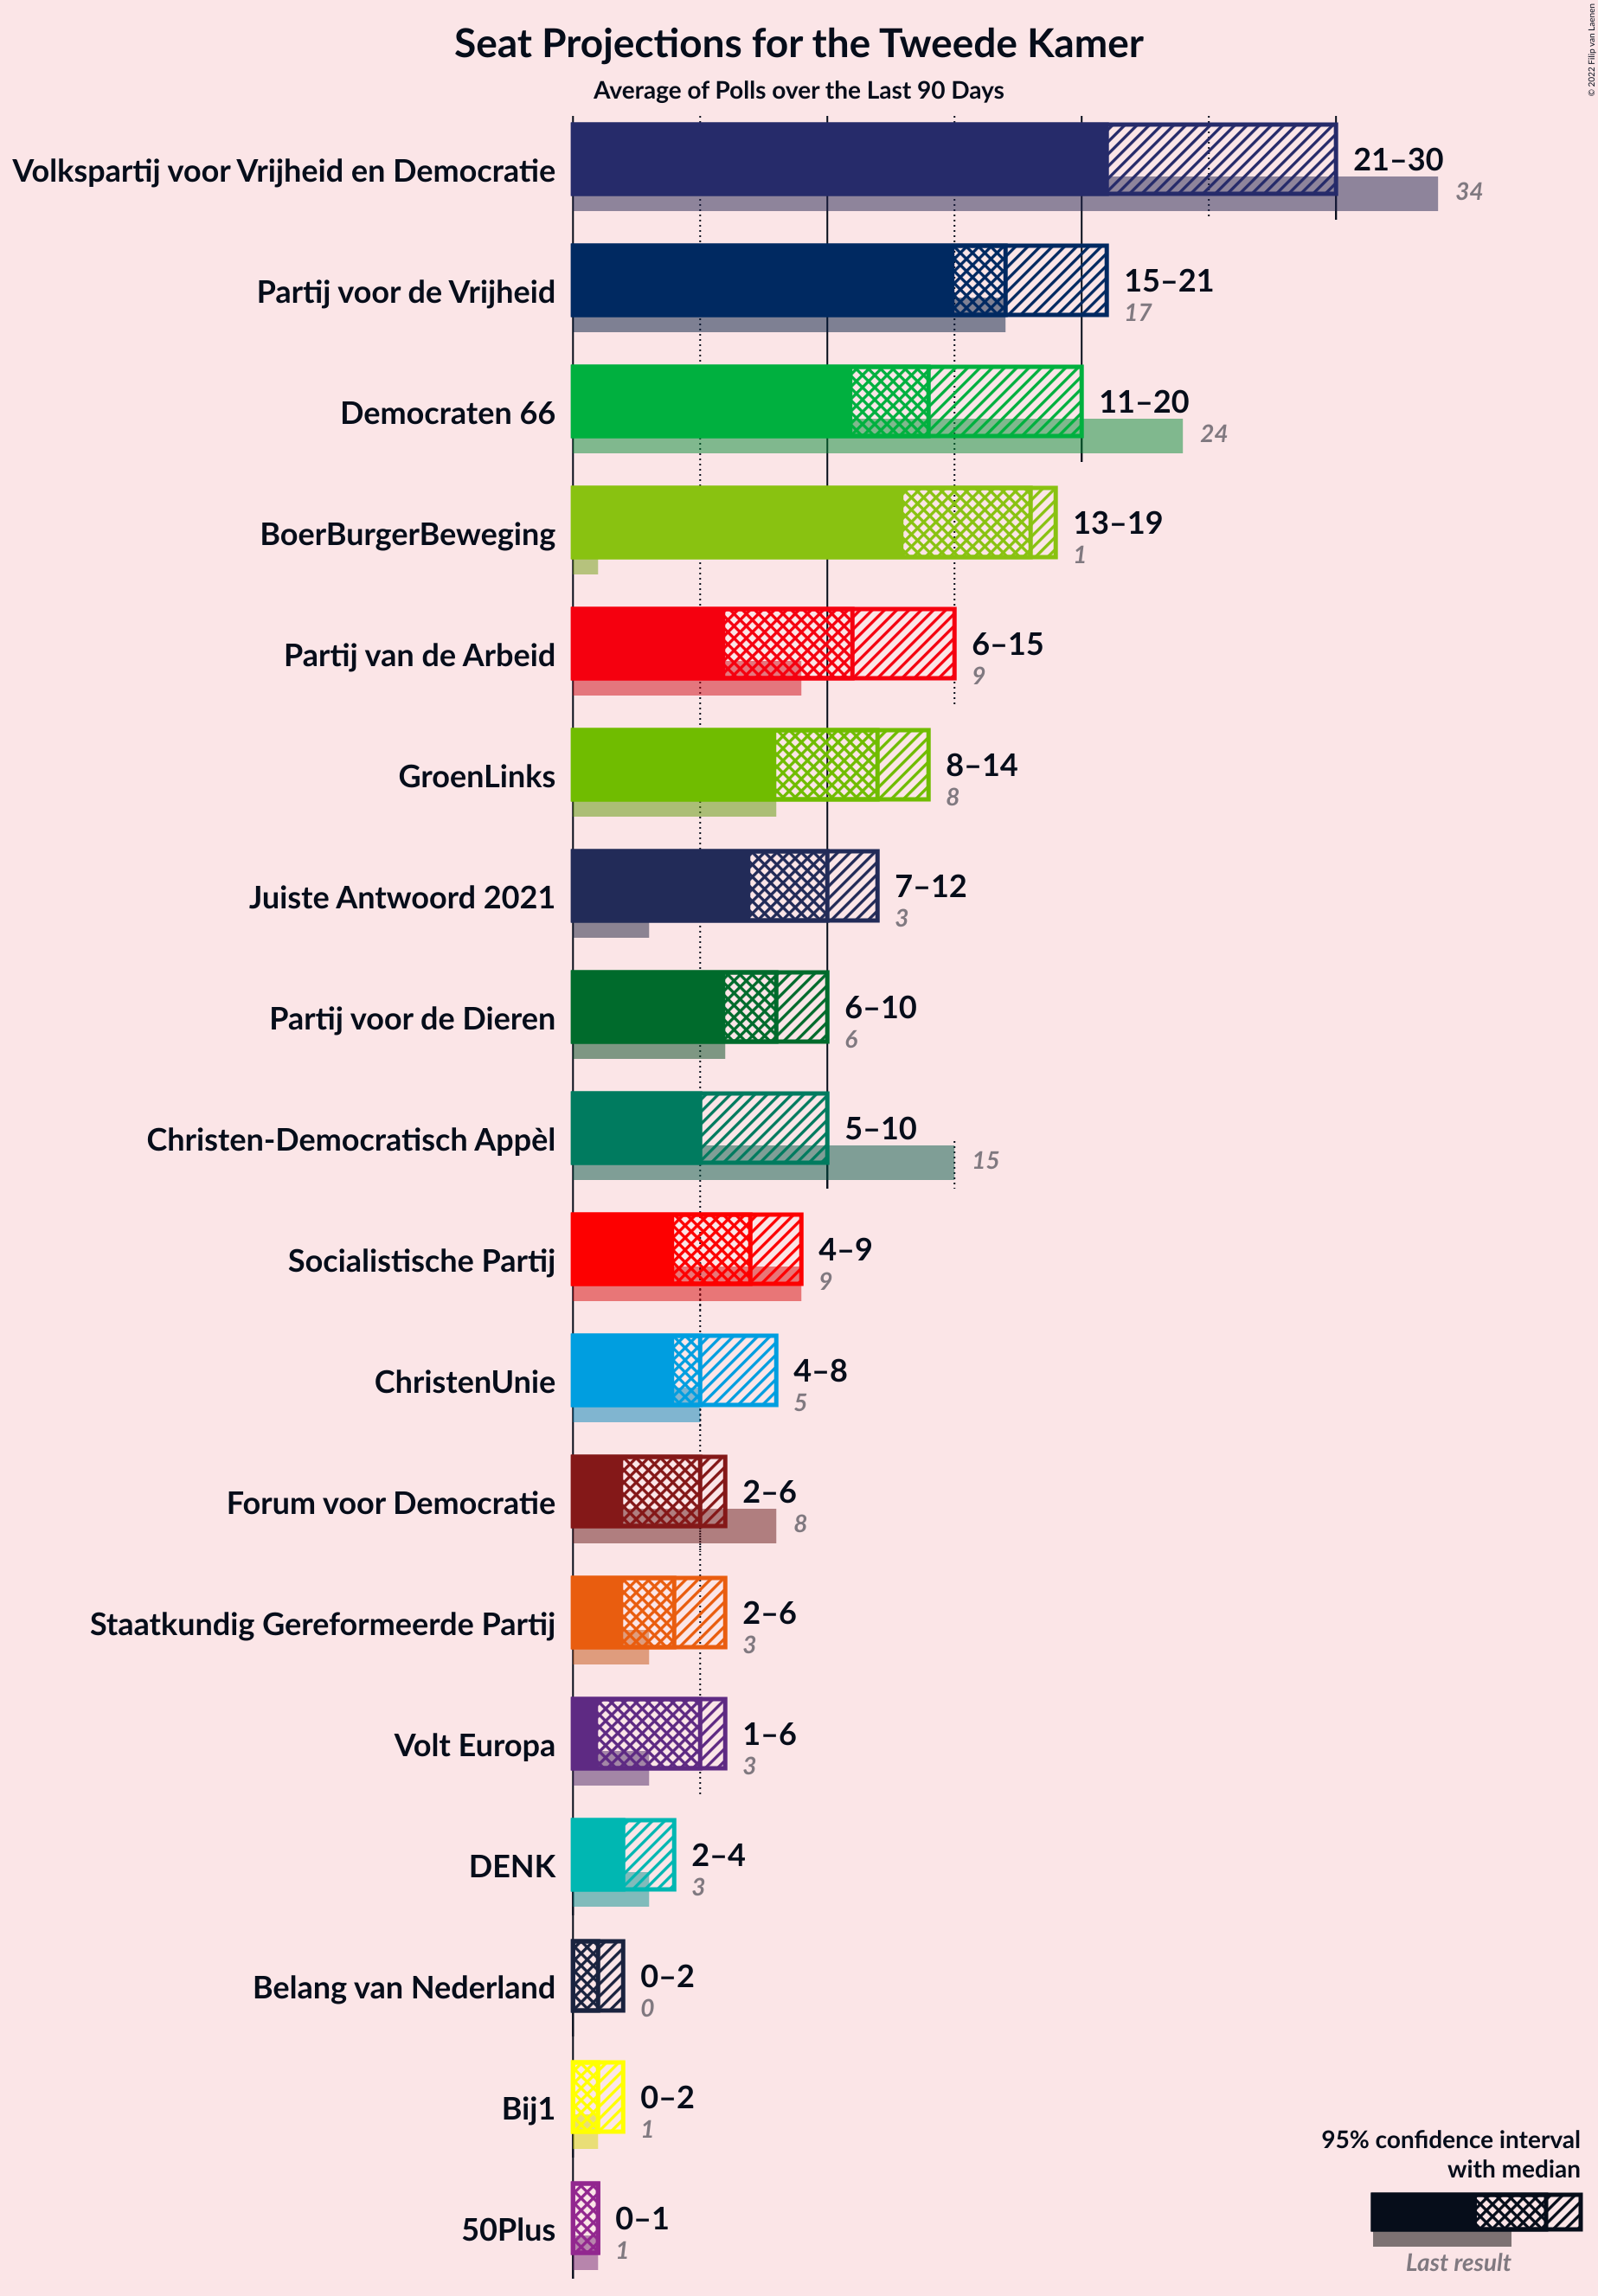 Seat Projections for the Tweede Kamer
Average of Polls over the Last 90 Days
© 2022 Filip van Laenen
Volkspartij voor Vrijheid en Democratie
21–30
34
Partij voor de Vrijheid
15–21
17
Democraten 66
11–20
24
BoerBurgerBeweging
13–19
1
Partij van de Arbeid
6–15
9
GroenLinks
8–14
8
Juiste Antwoord 2021
7–12
3
Partij voor de Dieren
6–10
6
Christen-Democratisch Appèl
5–10
15
Socialistische Partij
4–9
9
ChristenUnie
4–8
5
Forum voor Democratie
2–6
8
Staatkundig Gereformeerde Partij
2–6
3
Volt Europa
1–6
3
DENK
2–4
3
Belang van Nederland
0–2
0
Bij1
0–2
1
50Plus
0–1
1
95% confidence interval
with median
Last result